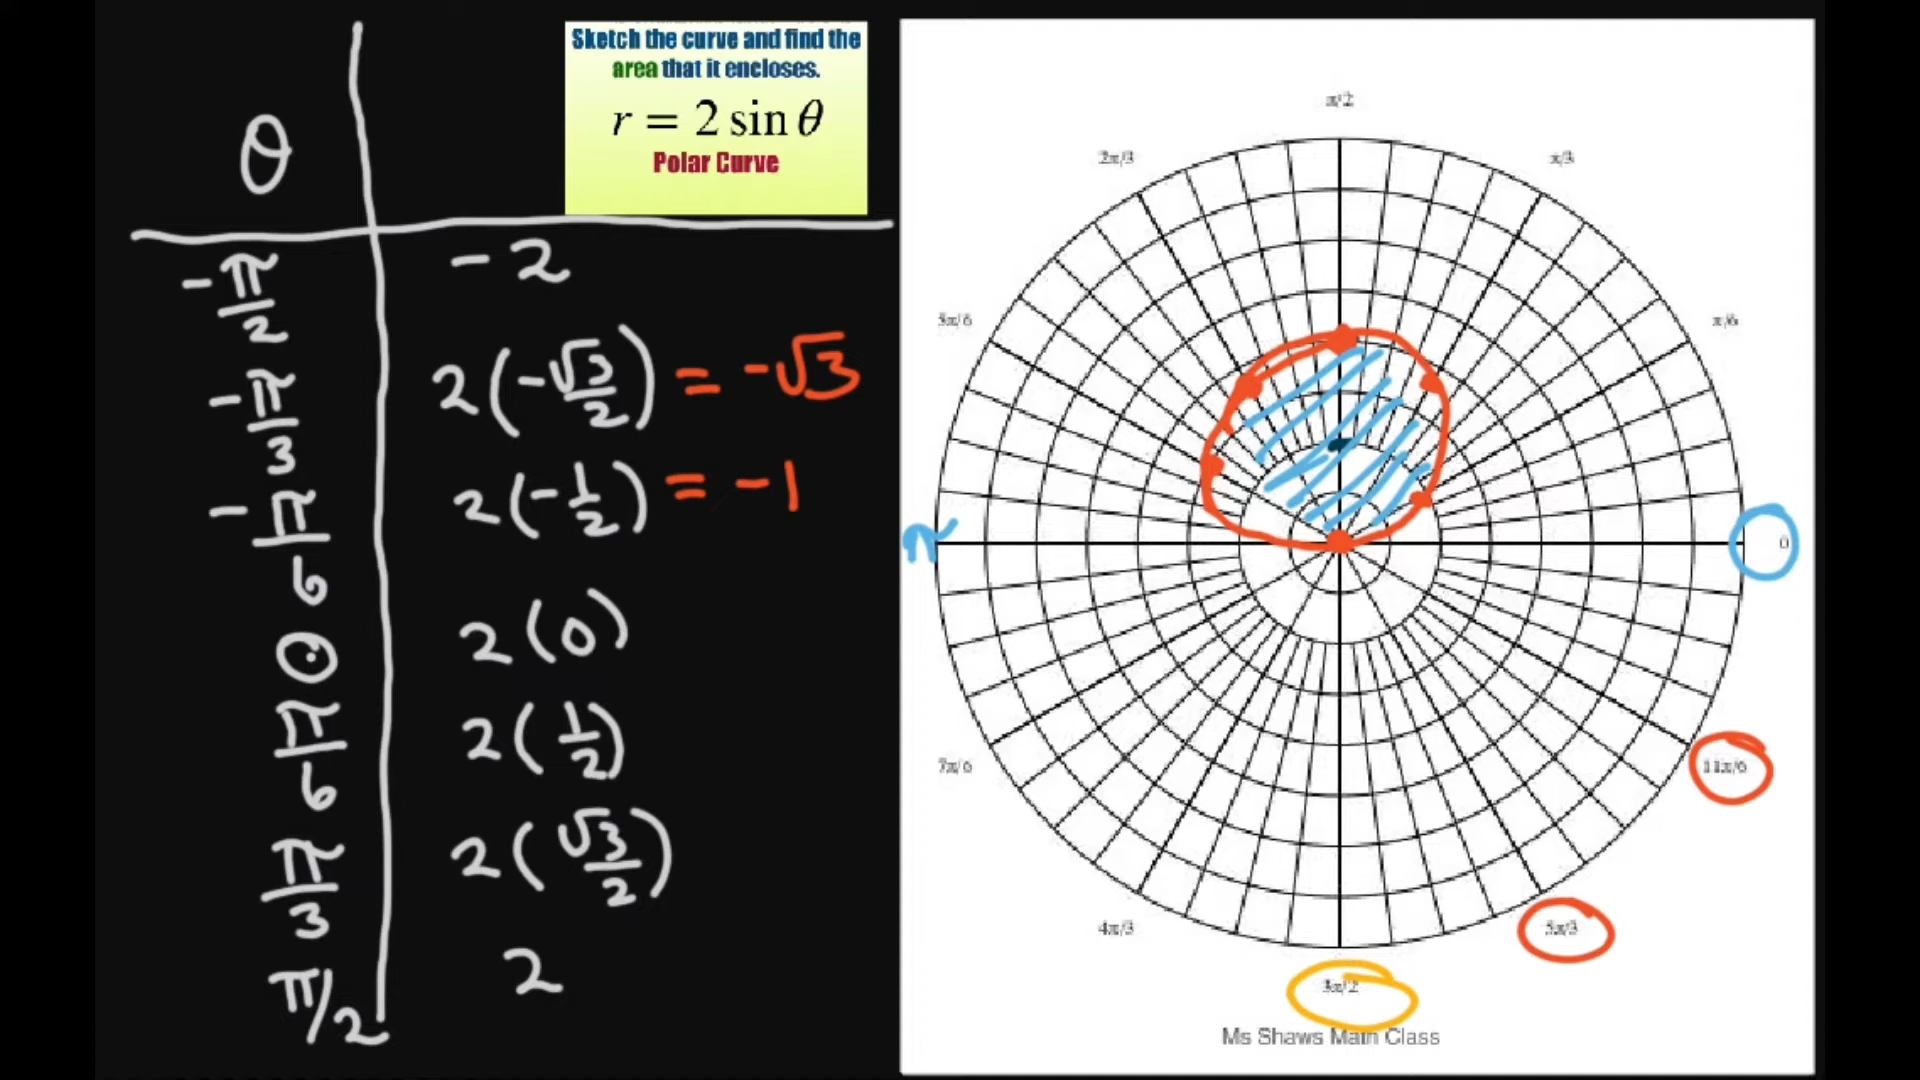 Sketch the curve and find the
area that it encloses.
r = 2 sin θ
Polar Curve
θ
-π/2  -2
-π/3  2(-√3/2) = -√3
-π/6  2(-1/2) = -1
0  2(0)
π/6  2(1/2)
π/3  2(√3/2)
π/2  2
π/2
2π/3  π/3
5π/6  π/6
π  0
7π/6  11π/6
4π/3  5π/3
3π/2
Ms Shaws Math Class